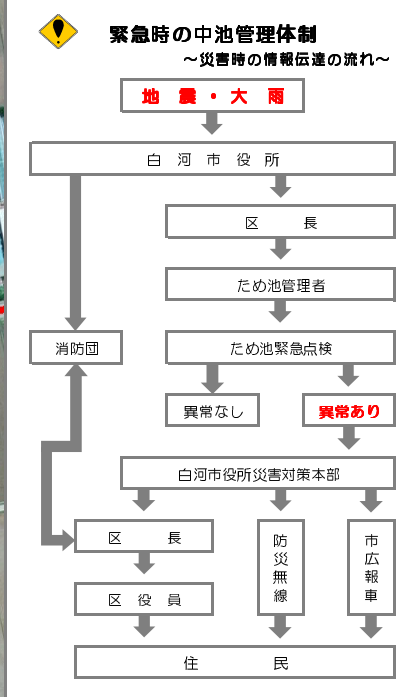 緊急時の中池管理体制
～災害時の情報伝達の流れ～
地震・大雨
白河市役所
区長
ため池管理者
消防団
ため池緊急点検
異常なし
異常あり
白河市役所災害対策本部
区長
防災無線
市広報車
区役員
住民